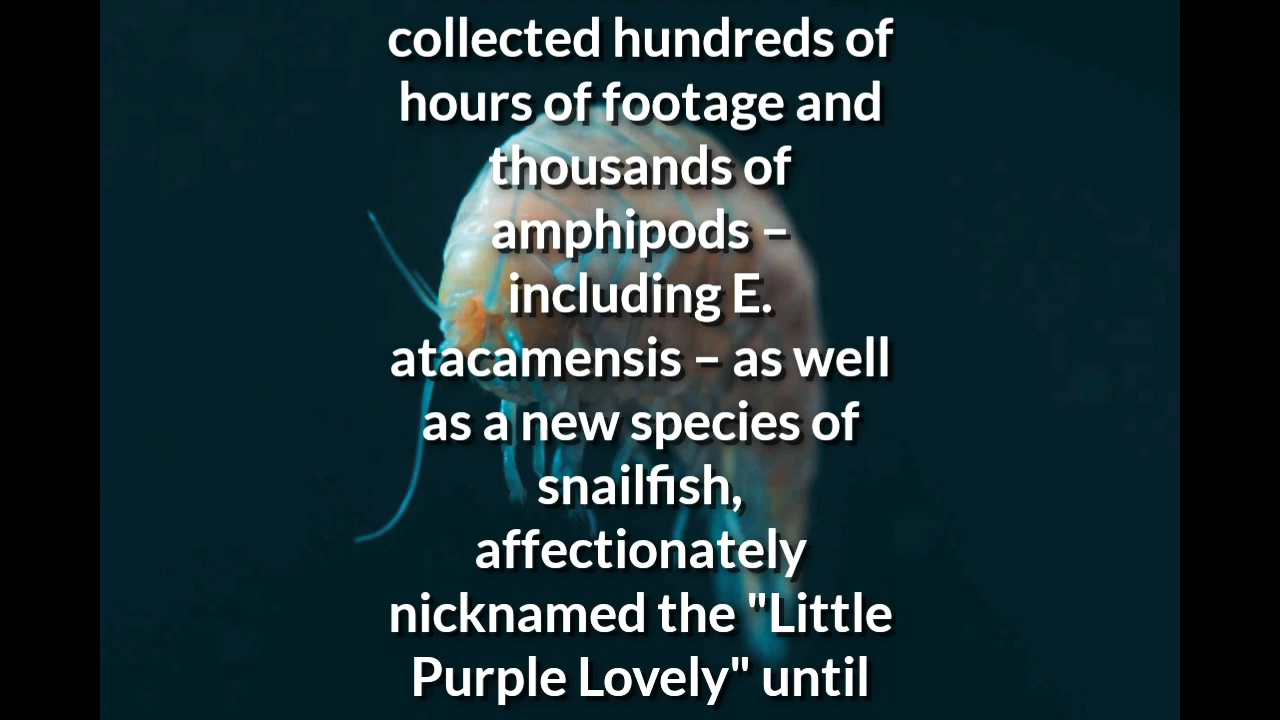 collected hundreds of
hours of footage and
thousands of
amphipods –
including E.
atacamensis – as well
as a new species of
snailfish,
affectionately
nicknamed the "Little
Purple Lovely" until